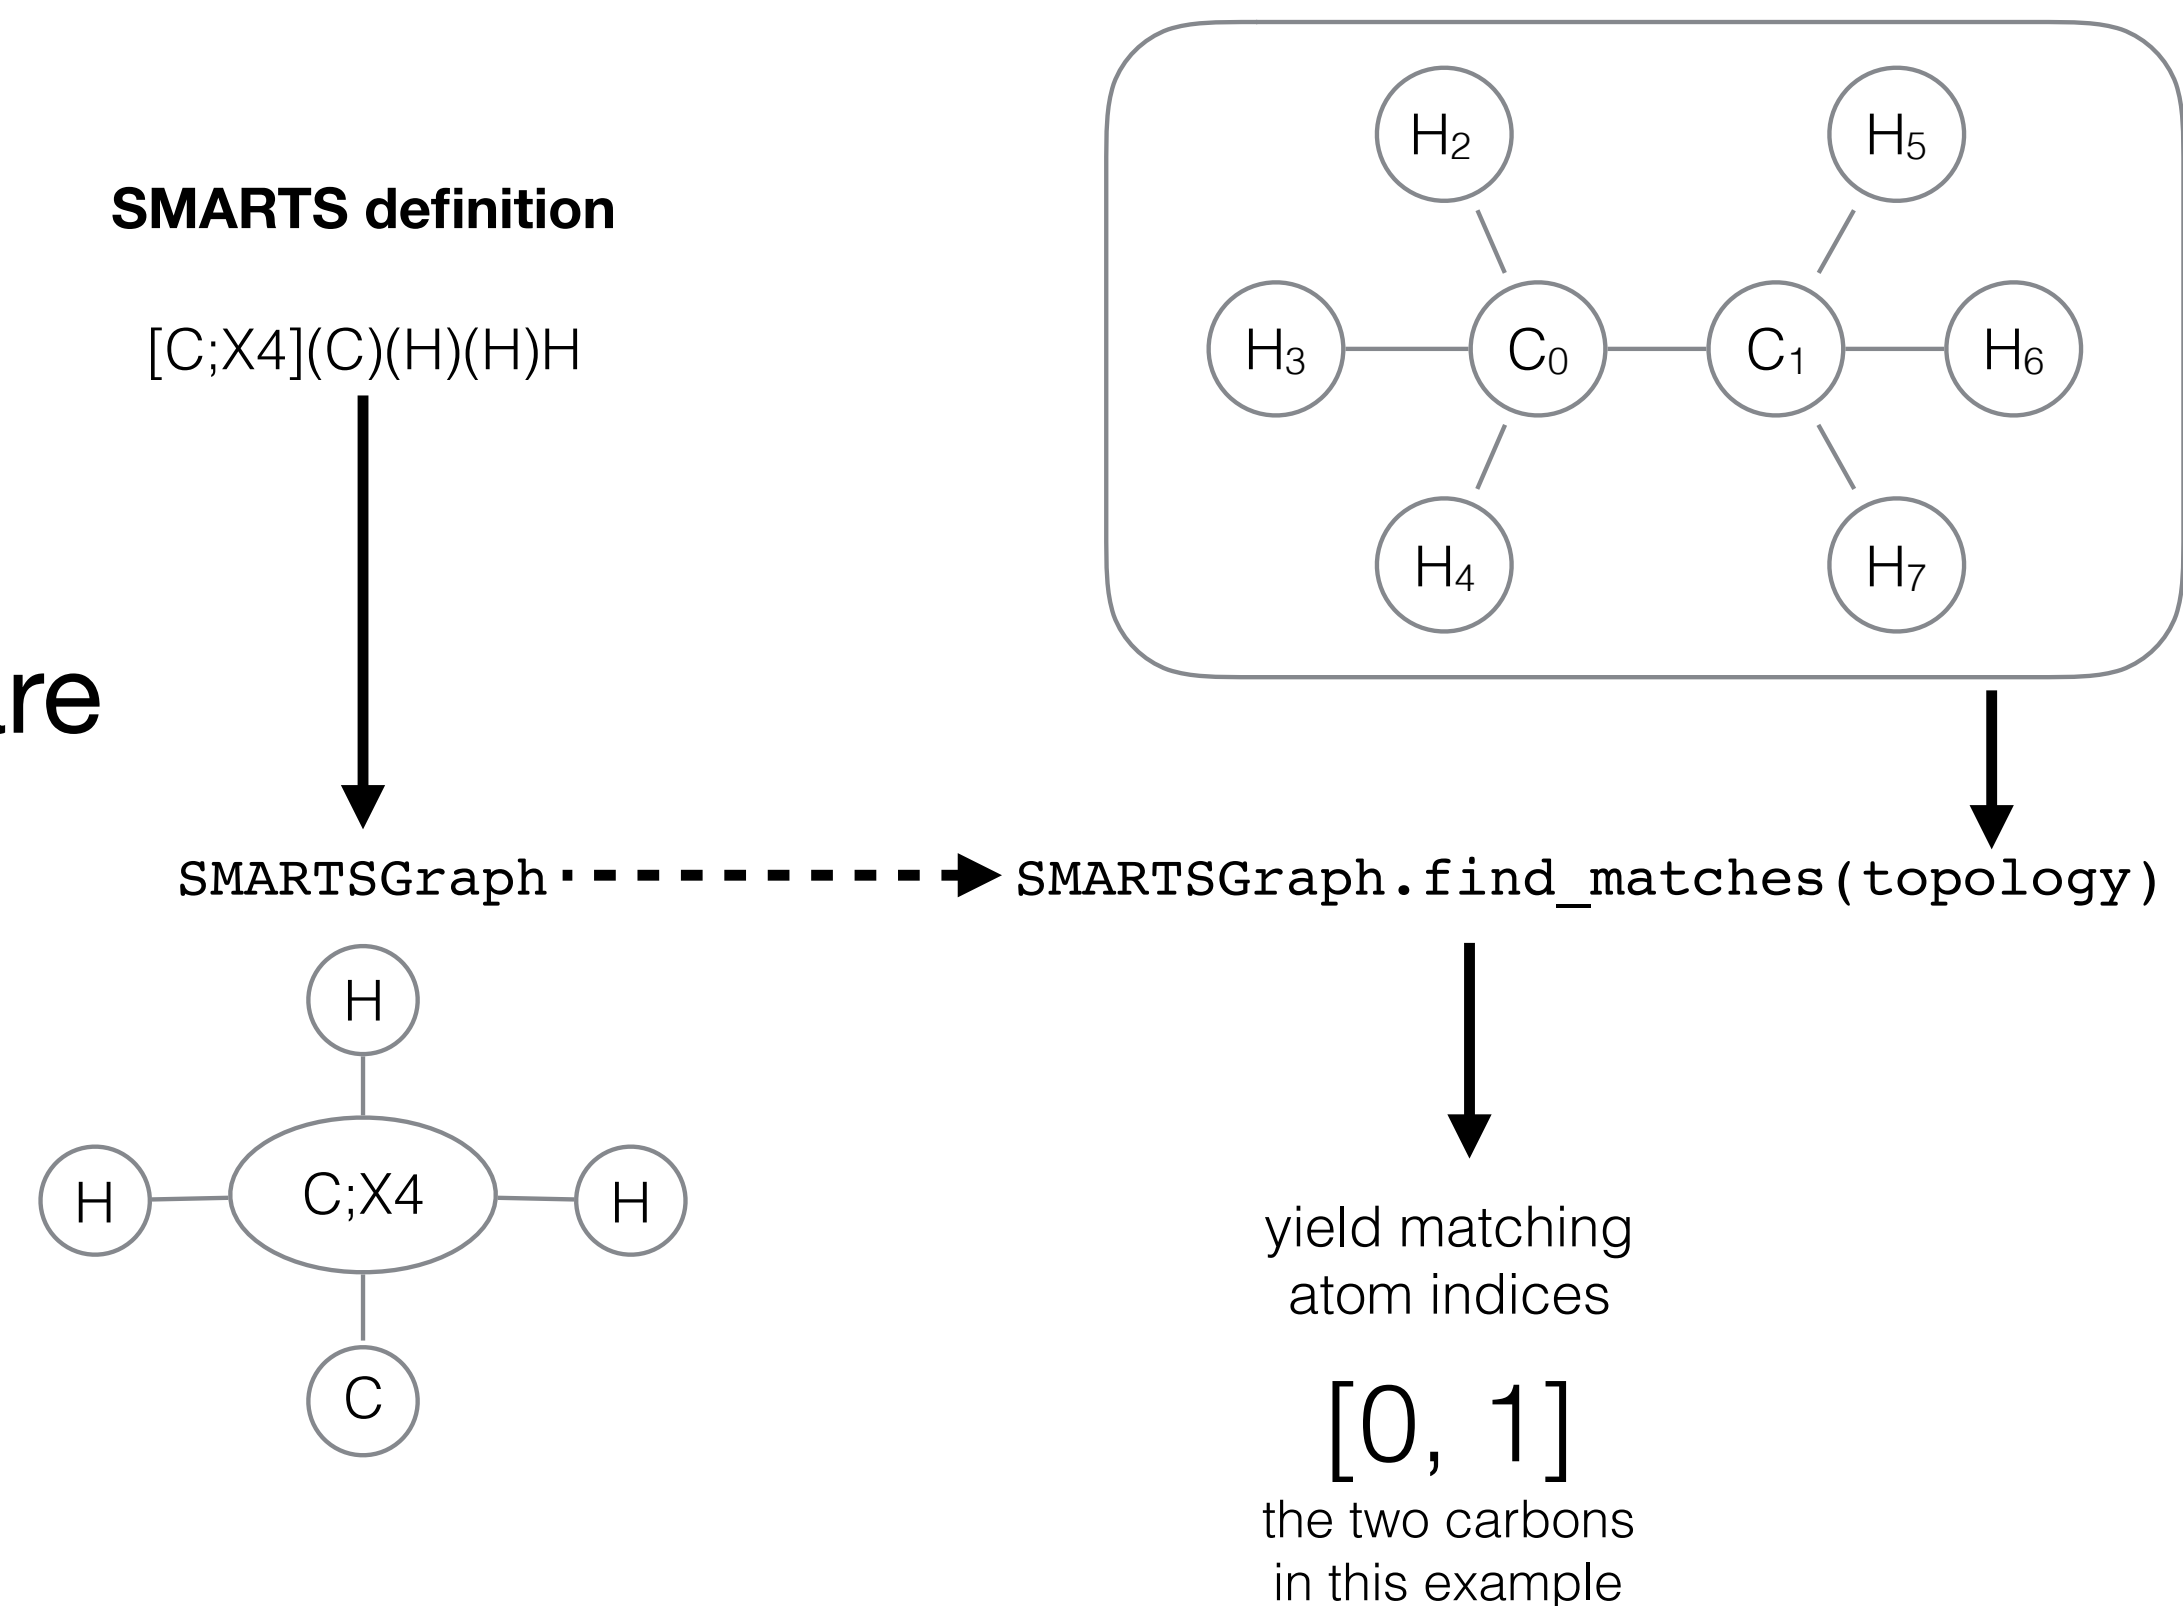 SMARTS definition
[C;X4](C)(H)(H)H
H₂
H₅
H₃
C₀
C₁
H₆
H₄
H₇
SMARTSGraph
SMARTSGraph.find_matches(topology)
H
H
C;X4
H
C
yield matching
atom indices
[0, 1]
the two carbons
in this example